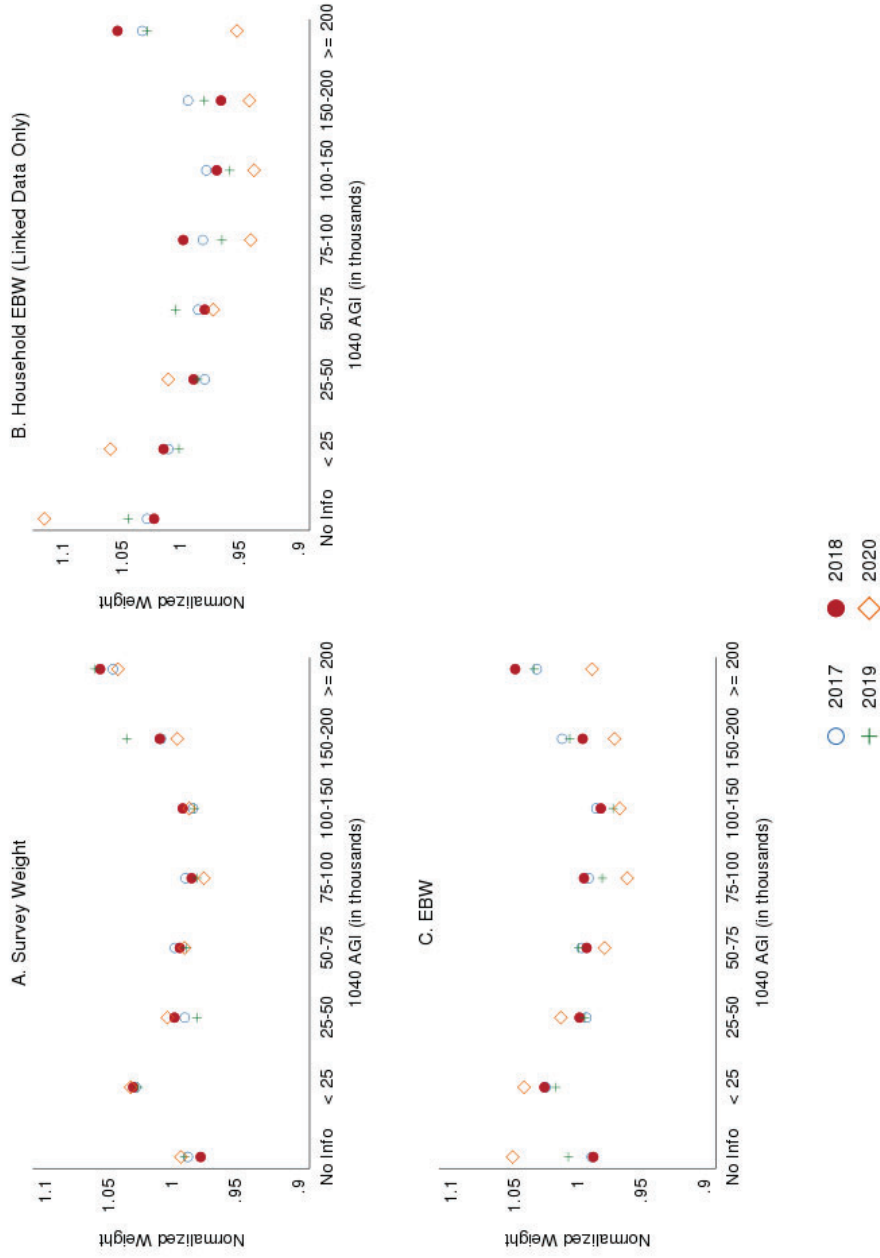 A. Survey Weight
Normalized Weight
1.1
1.05
1
.95
.9
No Info < 25 25-50 50-75 75-100 100-150 150-200 >= 200
1040 AGI (in thousands)
B. Household EBW (Linked Data Only)
Normalized Weight
1.1
1.05
1
.95
.9
No Info < 25 25-50 50-75 75-100 100-150 150-200 >= 200
1040 AGI (in thousands)
C. EBW
Normalized Weight
1.1
1.05
1
.95
.9
No Info < 25 25-50 50-75 75-100 100-150 150-200 >= 200
1040 AGI (in thousands)
2017 2018
2019 2020